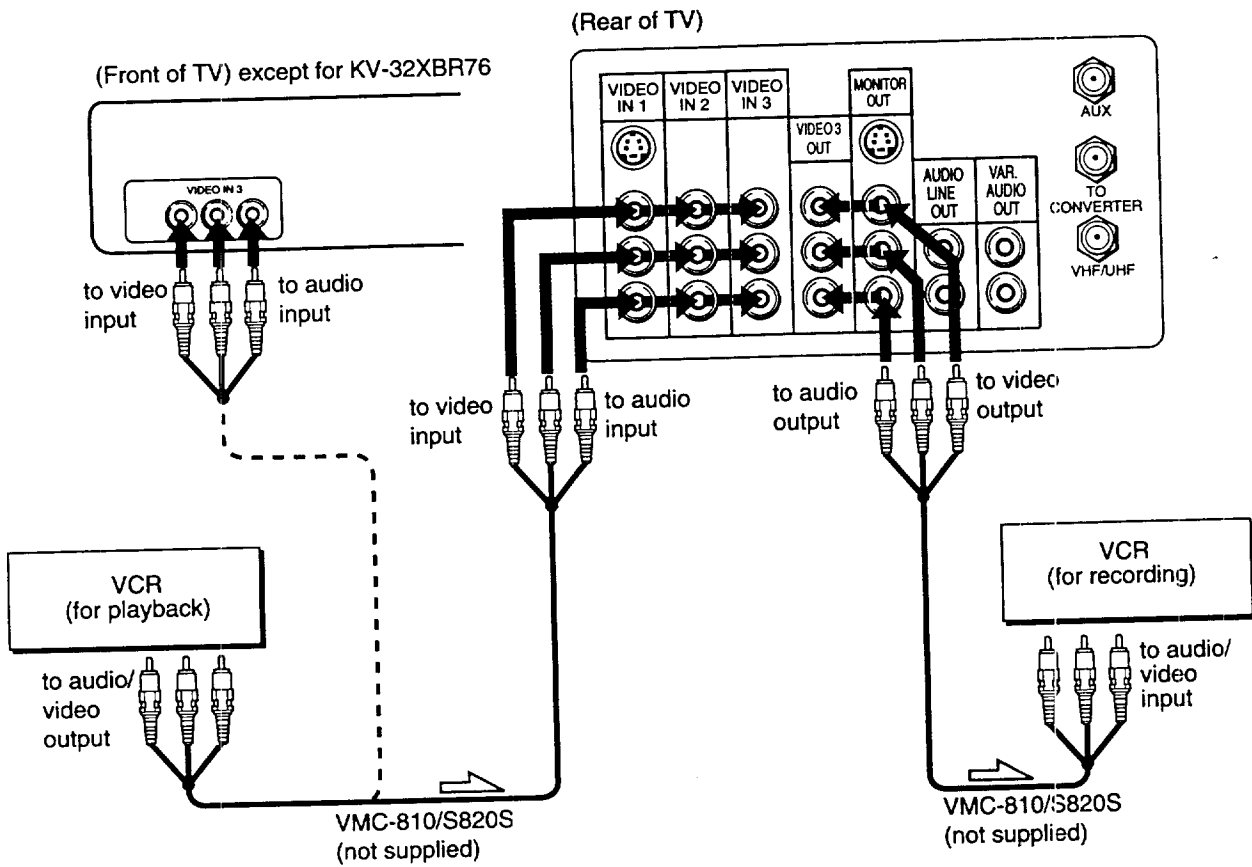 (Rear of TV)
(Front of TV) except for KV-32XBR76
VIDEO IN 3
to video
input
to audio
input
VIDEO
IN 1
VIDEO
IN 2
VIDEO
IN 3
VIDEO 3
OUT
MONITOR
OUT
AUDIO
LINE
OUT
VAR.
AUDIO
OUT
AUX
TO
CONVERTER
VHF/UHF
to video
input
to audio
input
to audio
output
to video
output
VCR
(for playback)
to audio/
video
output
VMC-810/S820S
(not supplied)
VCR
(for recording)
to audio/
video
input
VMC-810/S820S
(not supplied)